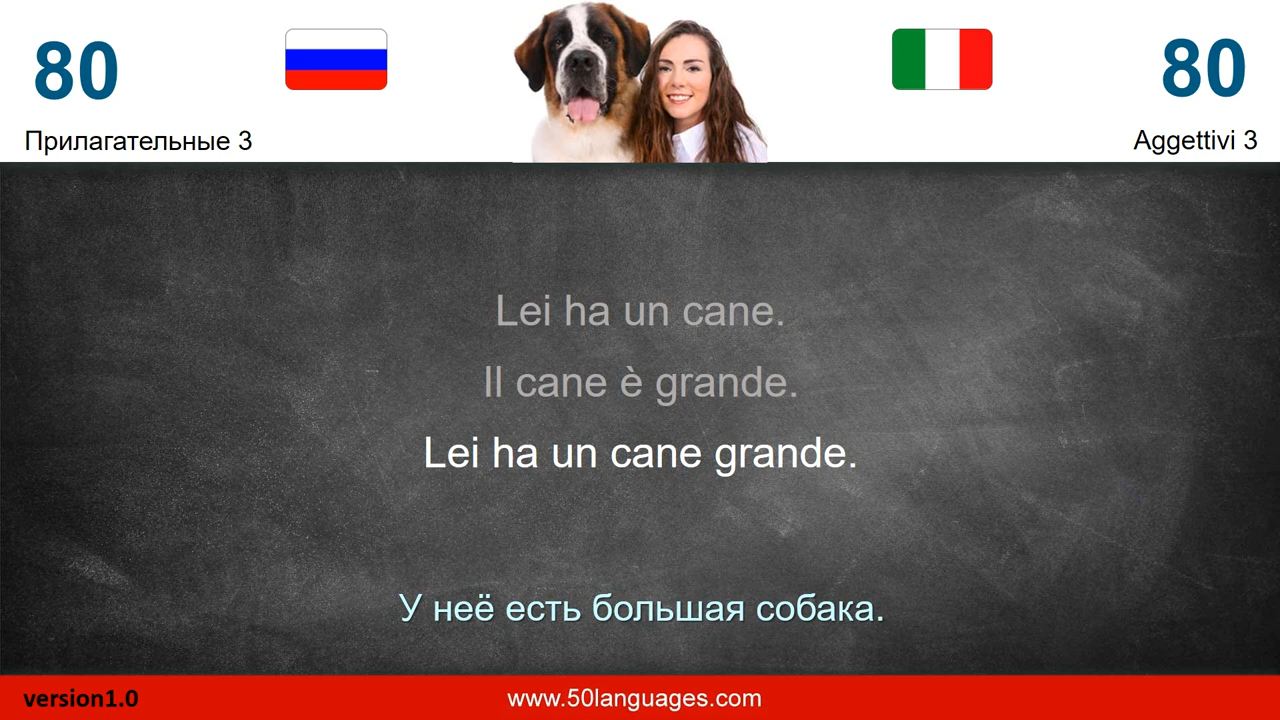 80
80
Прилагательные 3
Aggettivi 3
Lei ha un cane.
Il cane è grande.
Lei ha un cane grande.
У неё есть большая собака.
version1.0
www.50languages.com